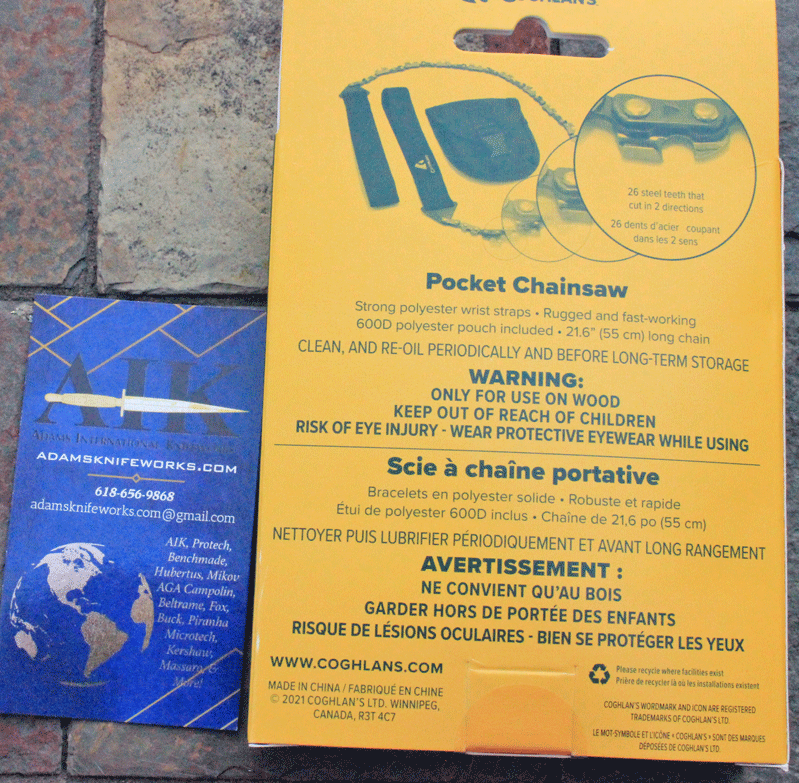 COGHLAN'S
26 steel teeth that
cut in 2 directions
26 dents d'acier coupant
dans les 2 sens
Pocket Chainsaw
Strong polyester wrist straps • Rugged and fast-working
600D polyester pouch included • 21.6" (55 cm) long chain
CLEAN, AND RE-OIL PERIODICALLY AND BEFORE LONG-TERM STORAGE
WARNING:
ONLY FOR USE ON WOOD
KEEP OUT OF REACH OF CHILDREN
RISK OF EYE INJURY - WEAR PROTECTIVE EYEWEAR WHILE USING
Scie à chaîne portative
Bracelets en polyester solide • Robuste et rapide
Étui de polyester 600D inclus • Chaîne de 21,6 po (55 cm)
NETTOYER PUIS LUBRIFIER PÉRIODIQUEMENT ET AVANT LONG RANGEMENT
AVERTISSEMENT :
NE CONVIENT QU'AU BOIS
GARDER HORS DE PORTÉE DES ENFANTS
RISQUE DE LÉSIONS OCULAIRES - BIEN SE PROTÉGER LES YEUX
WWW.COGHLANS.COM
MADE IN CHINA / FABRIQUÉ EN CHINE
© 2021 COGHLAN'S LTD. WINNIPEG,
CANADA, R3T 4C7
Please recycle where facilities exist
Prière de recycler là où les installations existent
COGHLAN'S WORDMARK AND ICON ARE REGISTERED
TRADEMARKS OF COGHLAN'S LTD.
LE MOT-SYMBOLE ET L'ICÔNE « COGHLAN'S » SONT DES MARQUES
DÉPOSÉES DE COGHLAN'S LTD.
AIK
ADAMS INTERNATIONAL KNIFEWORKS
ADAMSKNIFEWORKS.COM
618-656-9868
adamsknifeworks.com@gmail.com
AIK, Protech,
Benchmade,
Hubertus, Mikov
AGA Campolin,
Beltrame, Fox,
Buck, Piranha
Microtech,
Kershaw,
Massaro, &
More!